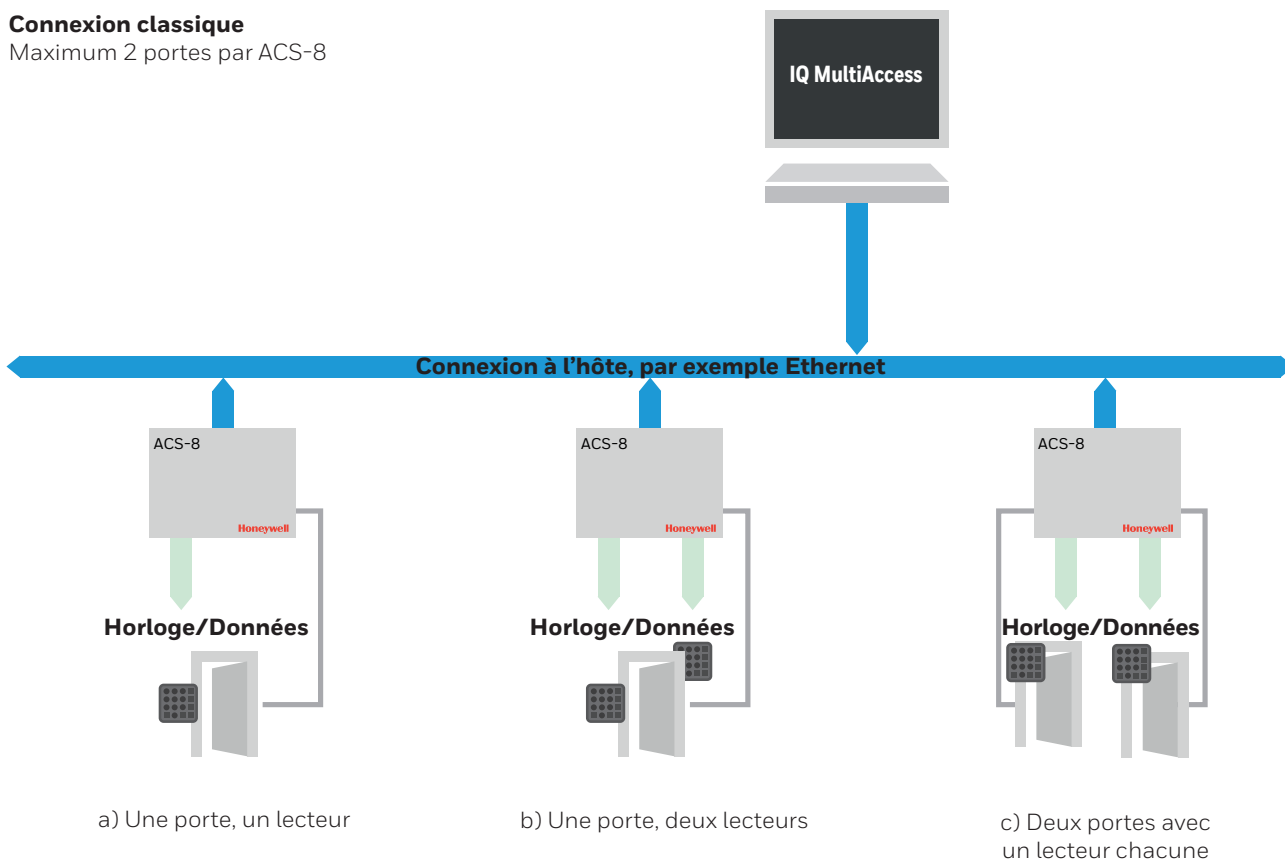 Connexion classique
Maximum 2 portes par ACS-8
IQ MultiAccess
Connexion à l'hôte, par exemple Ethernet
ACS-8
Honeywell
ACS-8
Honeywell
ACS-8
Honeywell
Horloge/Données
Horloge/Données
Horloge/Données
a) Une porte, un lecteur
b) Une porte, deux lecteurs
c) Deux portes avec
un lecteur chacune